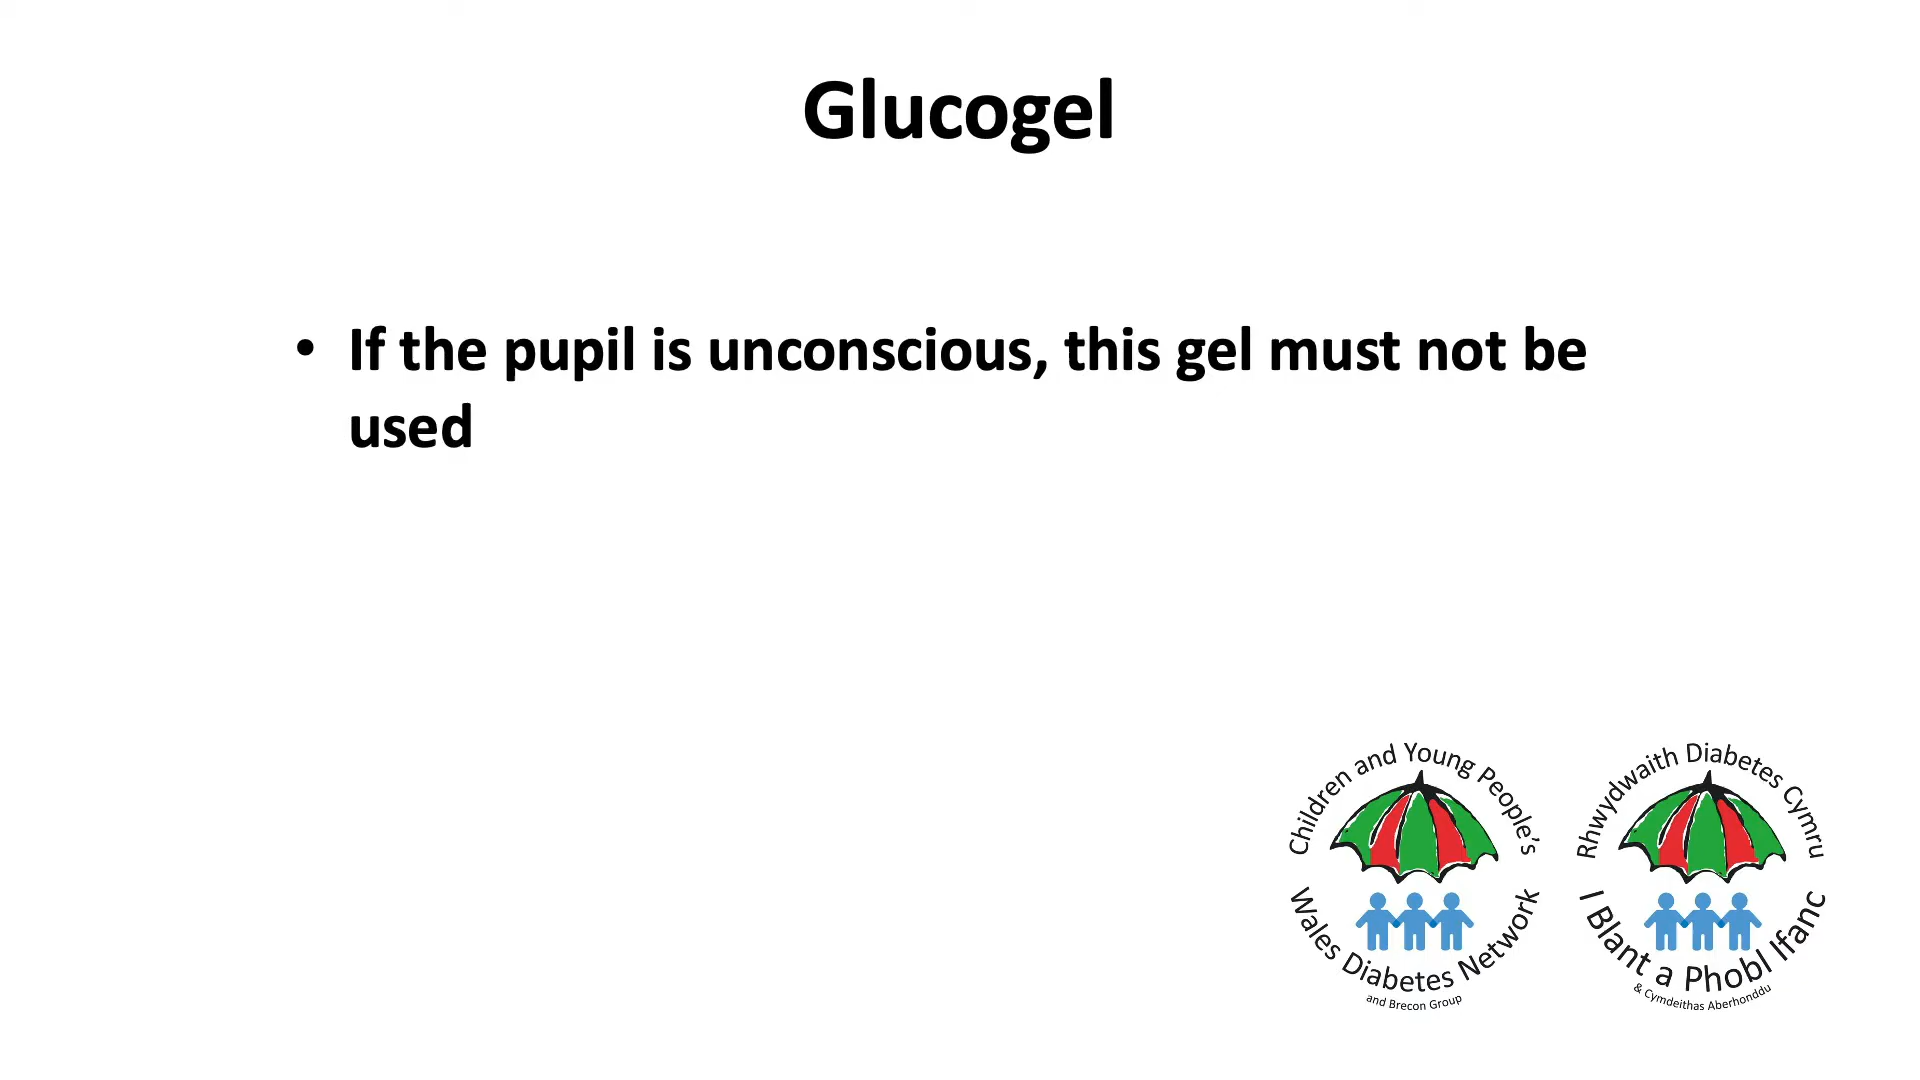 Glucogel
• If the pupil is unconscious, this gel must not be
used
Children and Young People's
Wales Diabetes Network
and Brecon Group
Rhwydwaith Diabetes Cymru
I Blant a Phobl Ifanc
& Cymdeithas Aberhonddu